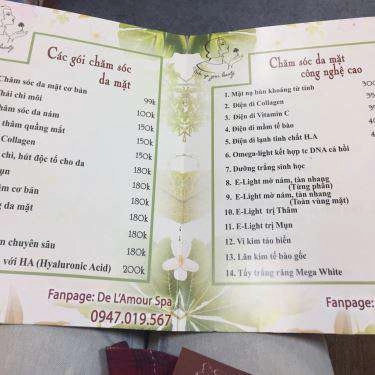 Các gói chăm sóc
da mặt
Chăm sóc da mặt cơ bản 99k
chì môi 100k
sóc da nám 150k
thâm quầng mắt 150k
Collagen 150k
chì, hút độc tố cho da 180k
180k
cơ bản 180k
da mặt 180k
180k
chuyên sâu 180k
với HA (Hyaluronic Acid) 200k
Fanpage: De L'Amour Spa
0947.019.567
Chăm sóc da mặt
công nghệ cao
1. Mặt nạ bùn khoáng từ tính
2. Điện di Collagen
3. Điện di Vitamin C
4. Điện di mầm tế bào
5. Điện di lạnh tinh chất H.A
6. Omega-light kết hợp tc DNA cá hồi
7. Dưỡng trắng sinh học
8. E-Light mờ nám, tàn nhang
(Từng phần)
9. E-Light mờ nám, tàn nhang
(Toàn vùng mặt)
10. E-Light trị Thâm
11. E-Light trị Mụn
12. Vi kim tảo biển
13. Lăn kim tế bào gốc
14. Tẩy trắng răng Mega White
Fanpage: